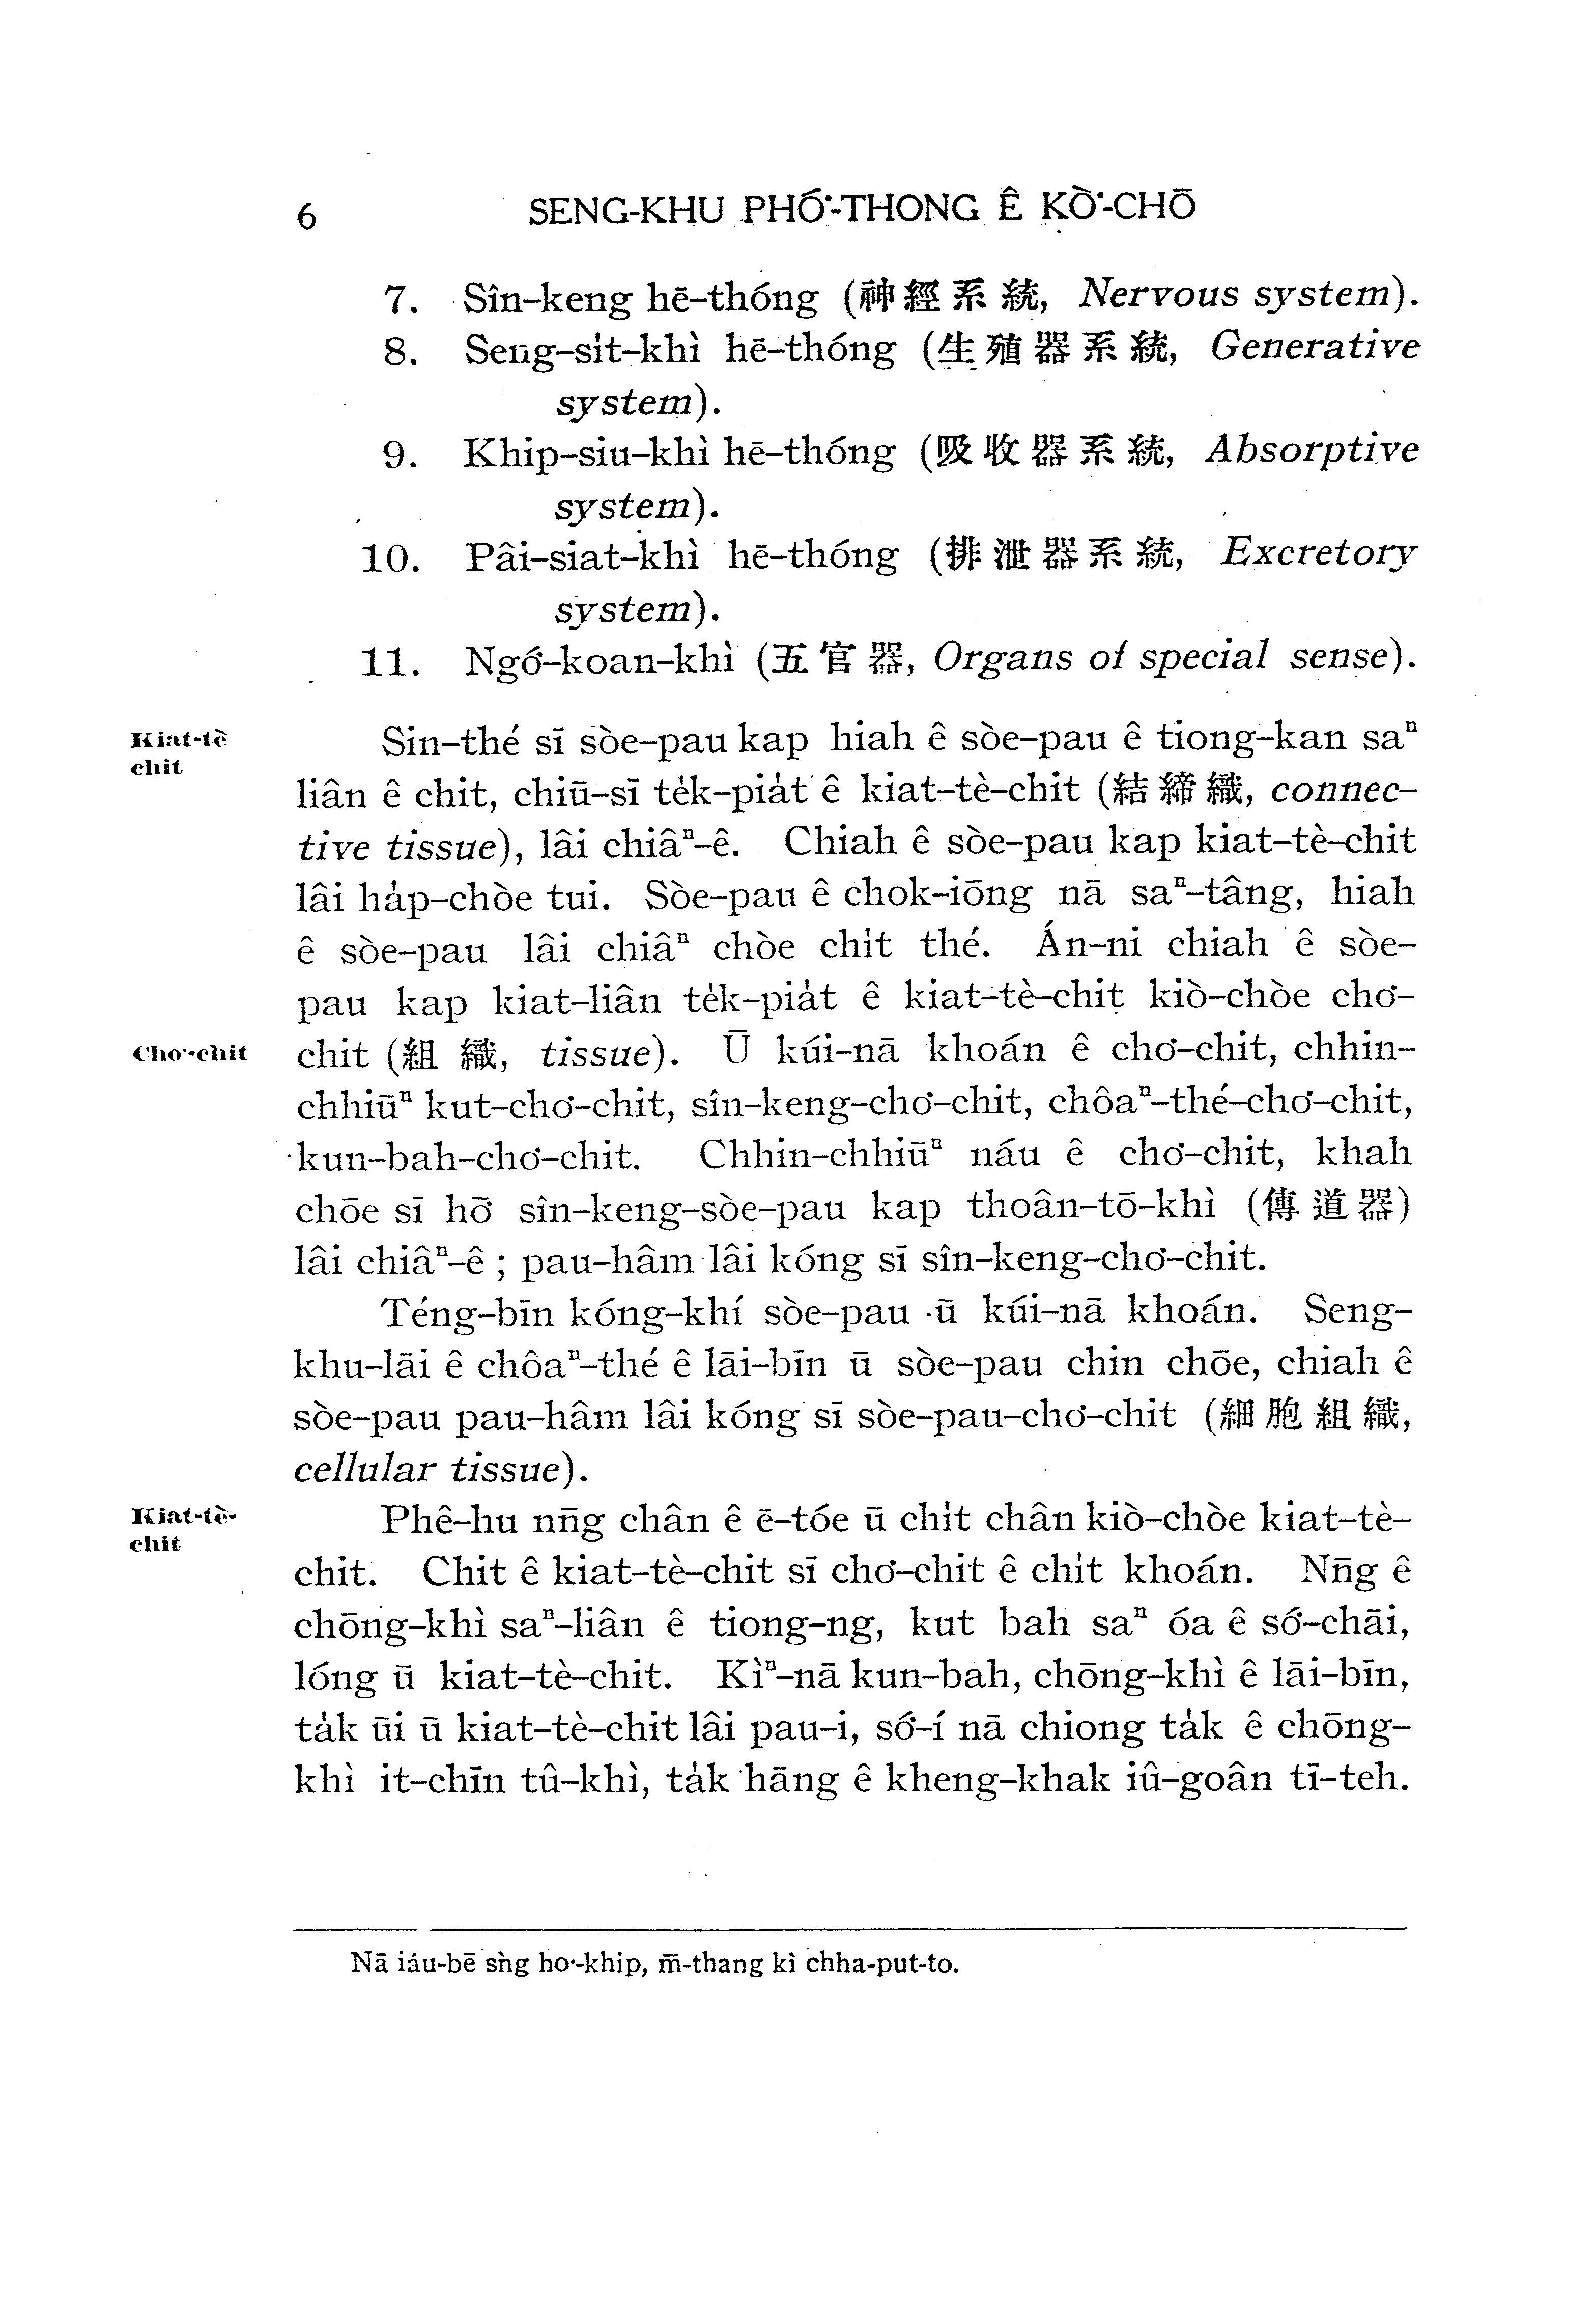 6 SENG-KHU PHÓ͘-THONG Ê KÒ͘-CHŌ
7. Sîn-keng hē-thóng (神經系統, Nervous system).
8. Seng-si̍t-khì hē-thóng (生殖器系統, Generative
system).
9. Khip-siu-khì hē-thóng (吸收器系統, Absorptive
system).
10. Pâi-siat-khì hē-thóng (排泄器系統, Excretory
system).
11. Ngó͘-koan-khì (五官器, Organs of special sense).
Kiat-tè
chit
Sin-thé sī sòe-pau kap hiah ê sòe-pau ê tiong-kan saⁿ
liân ê chit, chiū-sī te̍k-pia̍t ê kiat-tè-chit (結締織, connec-
tive tissue), lâi chiâⁿ-ê. Chiah ê sòe-pau kap kiat-tè-chit
lâi ha̍p-chòe tui. Sòe-pau ê chok-iōng nā saⁿ-tâng, hiah
ê sòe-pau lâi chiâⁿ chòe chi̍t thé. Án-ni chiah ê sòe-
pau kap kiat-liân te̍k-pia̍t ê kiat-tè-chit kiò-chòe cho͘-
Cho͘-chit
chit (組織, tissue). Ū kúi-nā khoán ê cho͘-chit, chhin-
chhiūⁿ kut-cho͘-chit, sîn-keng-cho͘-chit, chôaⁿ-thé-cho͘-chit,
kun-bah-cho͘-chit. Chhin-chhiūⁿ náu ê cho͘-chit, khah
chōe sī hō͘ sîn-keng-sòe-pau kap thoân-tō-khì (傳道器)
lâi chiâⁿ-ê; pau-hâm lâi kóng sī sîn-keng-cho͘-chit.
Téng-bīn kóng-khí sòe-pau ū kúi-nā khoán. Seng-
khu-lāi ê chôaⁿ-thé ê lāi-bīn ū sòe-pau chin chōe, chiah ê
sòe-pau pau-hâm lâi kóng sī sòe-pau-cho͘-chit (細胞組織,
cellular tissue).
Kiat-tè-
chit
Phê-hu nn̄g chân ê ē-tóe ū chi̍t chân kiò-chòe kiat-tè-
chit. Chit ê kiat-tè-chit sī cho͘-chit ê chi̍t khoán. Nn̄g ê
chōng-khì saⁿ-liân ê tiong-ng, kut bah saⁿ óa ê só͘-chāi,
lóng ū kiat-tè-chit. Kìⁿ-nā kun-bah, chōng-khì ê lāi-bīn,
ta̍k ūi ū kiat-tè-chit lâi pau-i, só͘-í nā chiong ta̍k ê chōng-
khì it-chīn tû-khì, ta̍k hāng ê kheng-khak iû-goân tī-teh.
Nā iáu-bē sǹg ho͘-khip, m̄-thang kì chha-put-to.